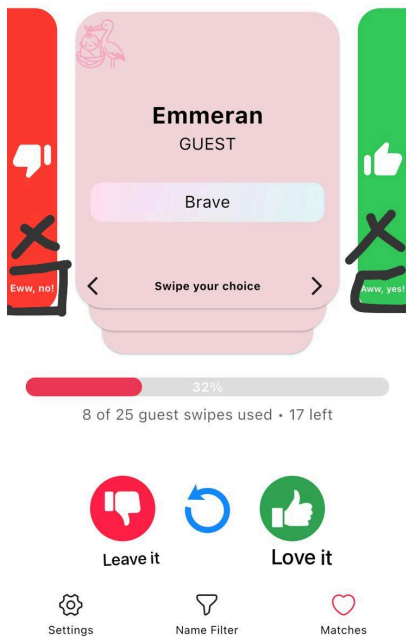 Emmeran
GUEST
Brave
Eww, no!
Swipe your choice
Aww, yes!
32%
8 of 25 guest swipes used • 17 left
Leave it
Love it
Settings
Name Filter
Matches